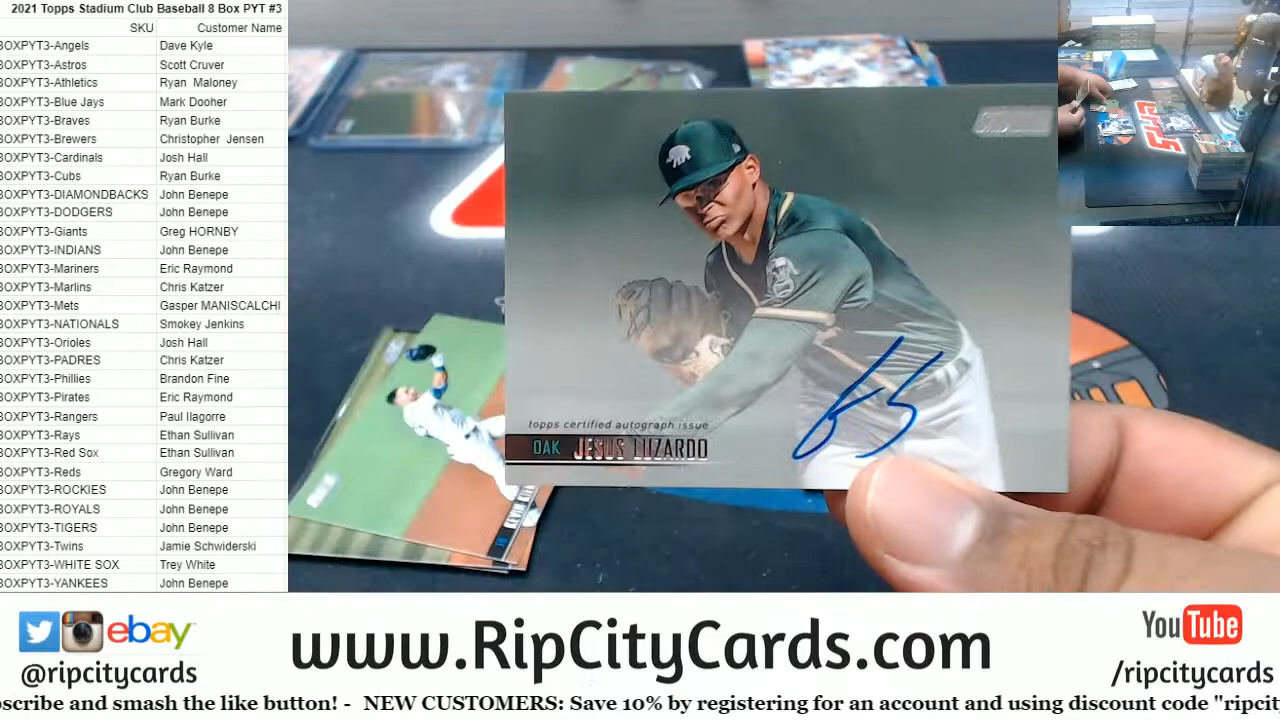 2021 Topps Stadium Club Baseball 8 Box PYT #3
SKU Customer Name
BOXPYT3-Angels Dave Kyle
BOXPYT3-Astros Scott Cruver
BOXPYT3-Athletics Ryan Maloney
BOXPYT3-Blue Jays Mark Dooher
BOXPYT3-Braves Ryan Burke
BOXPYT3-Brewers Christopher Jensen
BOXPYT3-Cardinals Josh Hall
BOXPYT3-Cubs Ryan Burke
BOXPYT3-DIAMONDBACKS John Benepe
BOXPYT3-DODGERS John Benepe
BOXPYT3-Giants Greg HORNBY
BOXPYT3-INDIANS John Benepe
BOXPYT3-Mariners Eric Raymond
BOXPYT3-Marlins Chris Katzer
BOXPYT3-Mets Gasper MANISCALCHI
BOXPYT3-NATIONALS Smokey Jenkins
BOXPYT3-Orioles Josh Hall
BOXPYT3-PADRES Chris Katzer
BOXPYT3-Phillies Brandon Fine
BOXPYT3-Pirates Eric Raymond
BOXPYT3-Rangers Paul Ilagorre
BOXPYT3-Rays Ethan Sullivan
BOXPYT3-Red Sox Ethan Sullivan
BOXPYT3-Reds Gregory Ward
BOXPYT3-ROCKIES John Benepe
BOXPYT3-ROYALS John Benepe
BOXPYT3-TIGERS John Benepe
BOXPYT3-Twins Jamie Schwiderski
BOXPYT3-WHITE SOX Trey White
BOXPYT3-YANKEES John Benepe
topps certified autograph issue
OAK JESUS LUZARDO
ebay
@ripcitycards
www.RipCityCards.com
YouTube
/ripcitycards
scribe and smash the like button! - NEW CUSTOMERS: Save 10% by registering for an account and using discount code "ripcit